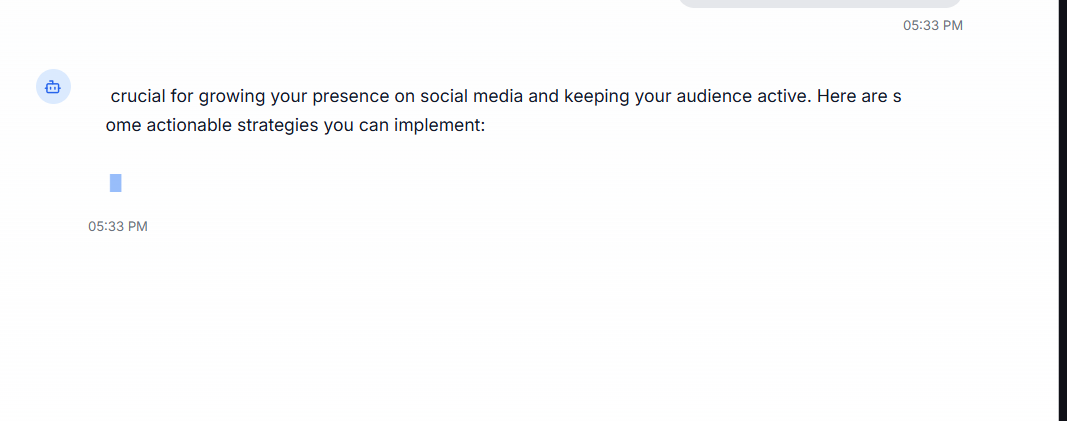 05:33 PM
crucial for growing your presence on social media and keeping your audience active. Here are s
ome actionable strategies you can implement:
05:33 PM